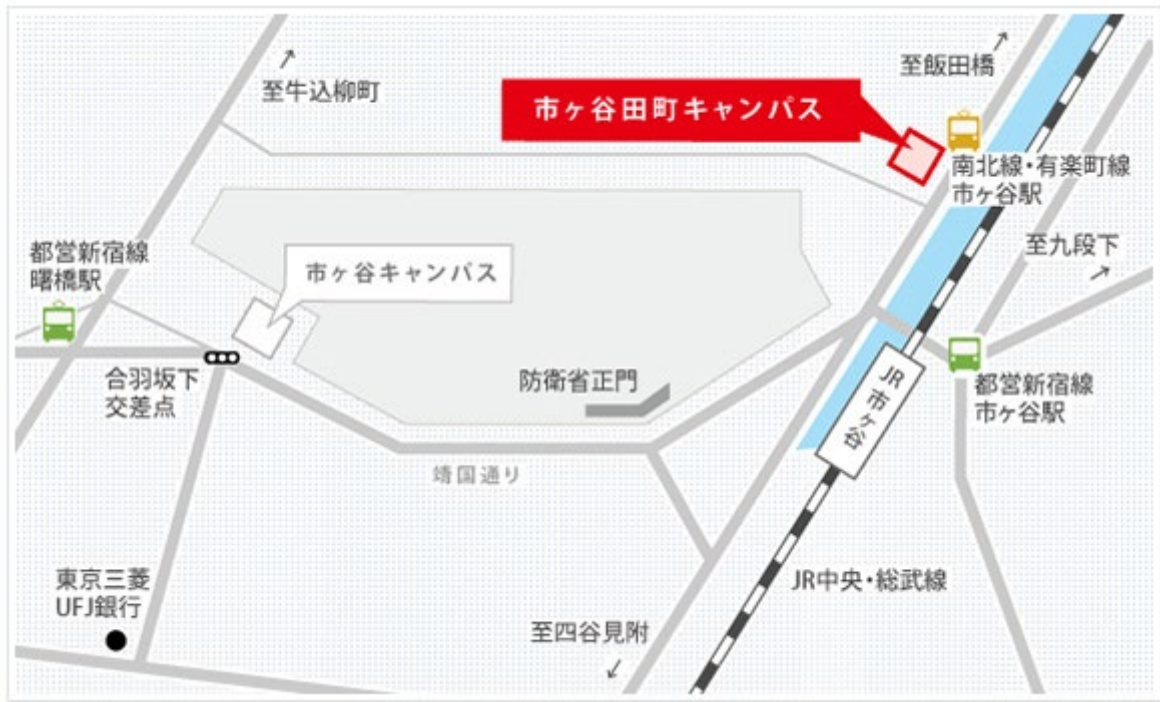 至牛込柳町
至飯田橋
市ヶ谷田町キャンパス
南北線・有楽町線
市ヶ谷駅
至九段下
都営新宿線
曙橋駅
市ヶ谷キャンパス
合羽坂下
交差点
防衛省正門
JR市ヶ谷
都営新宿線
市ヶ谷駅
靖国通り
東京三菱
UFJ銀行
JR中央・総武線
至四谷見附